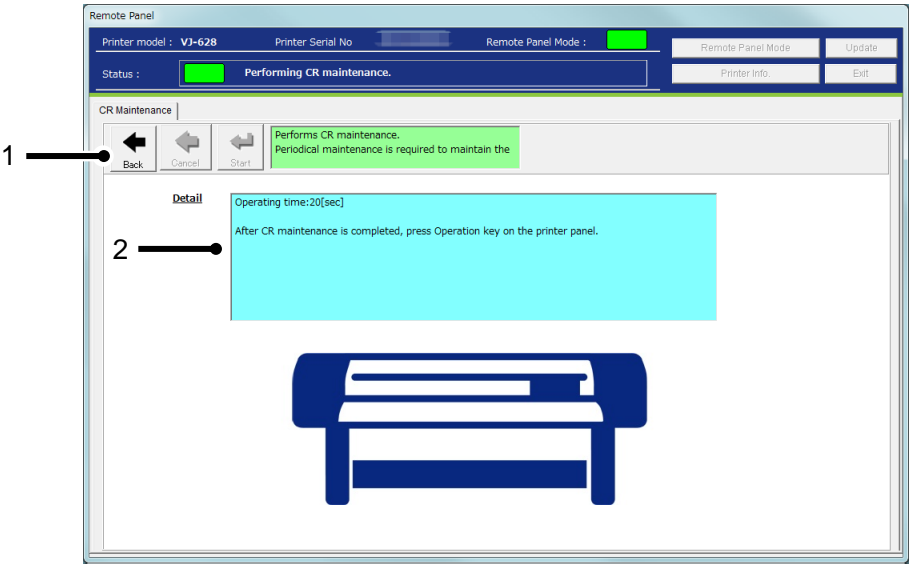 Remote Panel
Printer model : VJ-628 Printer Serial No Remote Panel Mode :
Remote Panel Mode Update
Status : Performing CR maintenance.
Printer Info. Exit
CR Maintenance
1
Back Cancel Start
Performs CR maintenance.
Periodical maintenance is required to maintain the
Detail
Operating time:20[sec]
2
After CR maintenance is completed, press Operation key on the printer panel.